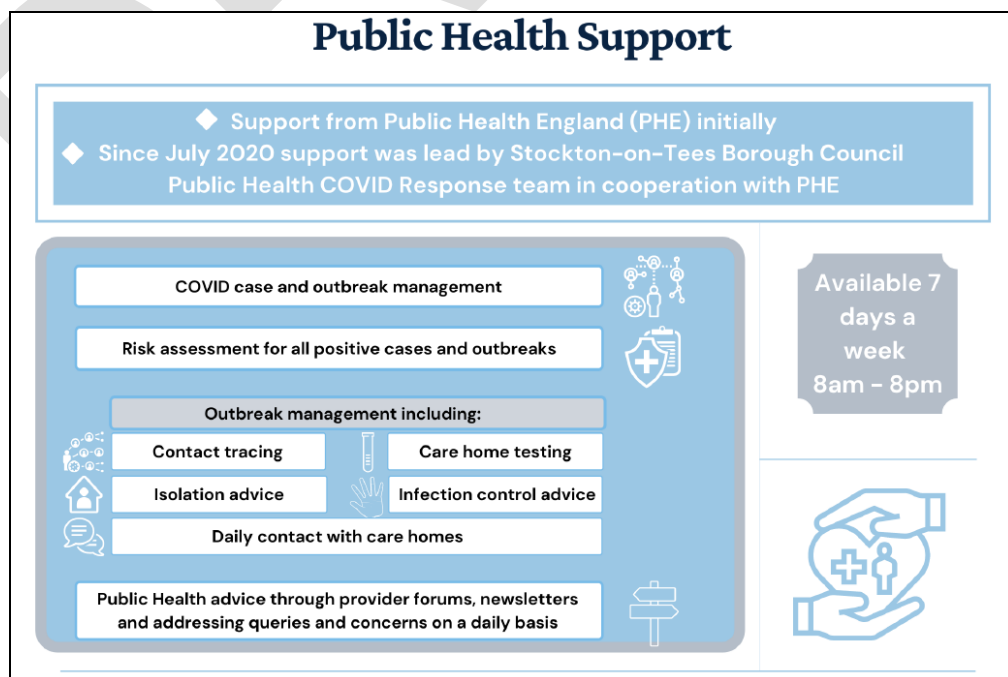 Public Health Support
Support from Public Health England (PHE) initially
Since July 2020 support was lead by Stockton-on-Tees Borough Council
Public Health COVID Response team in cooperation with PHE
COVID case and outbreak management
Risk assessment for all positive cases and outbreaks
Outbreak management including:
Contact tracing
Care home testing
Isolation advice
Infection control advice
Daily contact with care homes
Public Health advice through provider forums, newsletters
and addressing queries and concerns on a daily basis
Available 7
days a
week
8am - 8pm